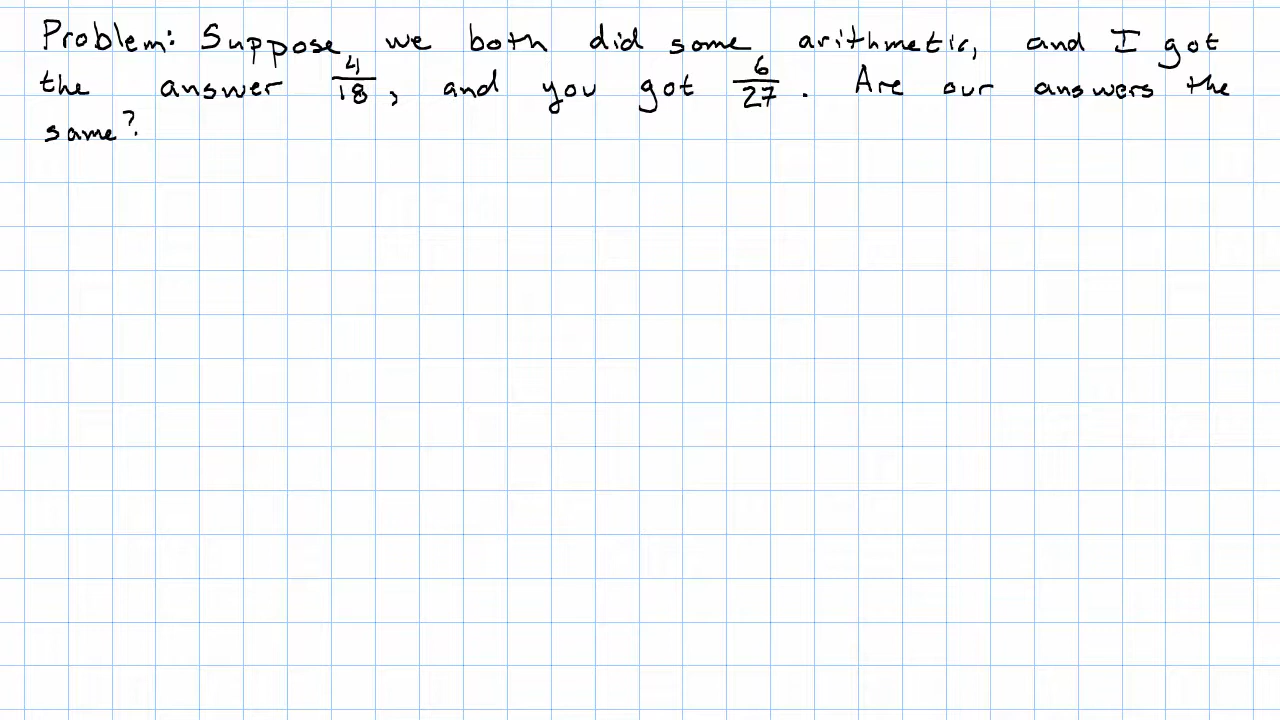 Problem: Suppose we both did some arithmetic, and I got
the answer 4/18, and you got 6/27. Are our answers the
same?